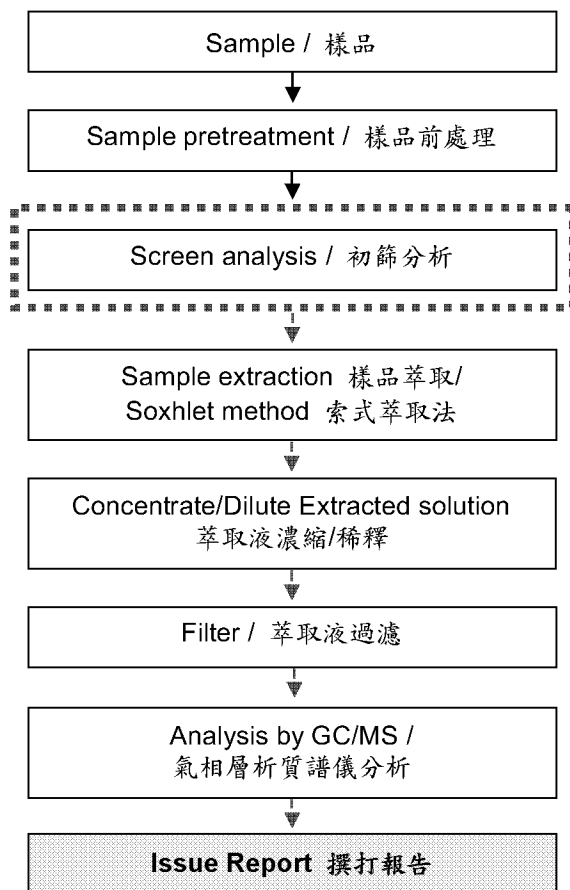 Sample / 樣品
Sample pretreatment / 樣品前處理
Screen analysis / 初篩分析
Sample extraction 樣品萃取/
Soxhlet method 索式萃取法
Concentrate/Dilute Extracted solution
萃取液濃縮/稀釋
Filter / 萃取液過濾
Analysis by GC/MS /
氣相層析質譜儀分析
Issue Report 撰打報告